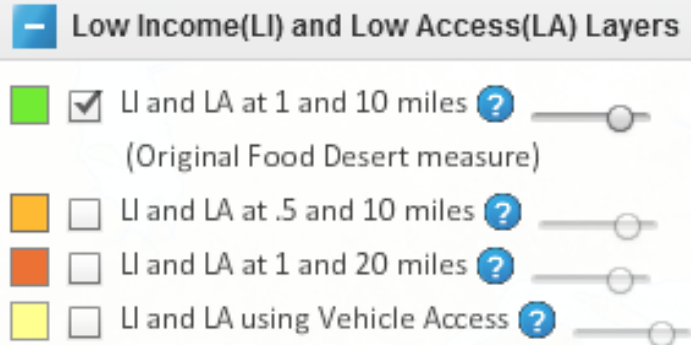 Low Income(LI) and Low Access(LA) Layers
LI and LA at 1 and 10 miles ?
(Original Food Desert measure)
LI and LA at .5 and 10 miles ?
LI and LA at 1 and 20 miles ?
LI and LA using Vehicle Access ?